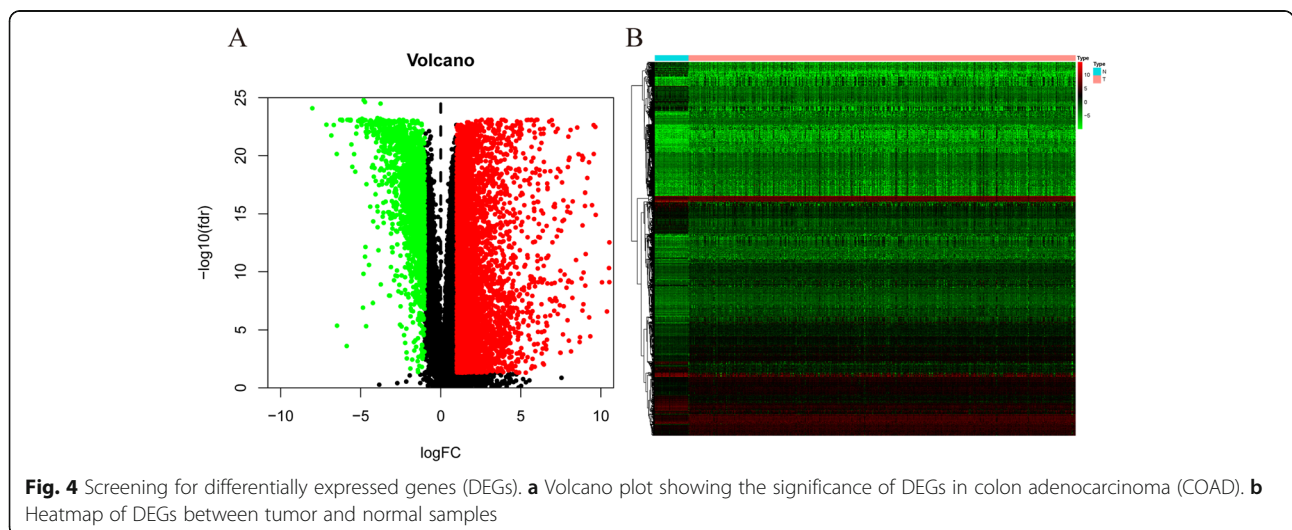 A
B
Volcano
25
20
15
10
5
0
−log10(fdr)
−10
−5
0
5
10
logFC
Type
10
5
0
−5
Type
N
T
Fig. 4 Screening for differentially expressed genes (DEGs). a Volcano plot showing the significance of DEGs in colon adenocarcinoma (COAD). b
Heatmap of DEGs between tumor and normal samples